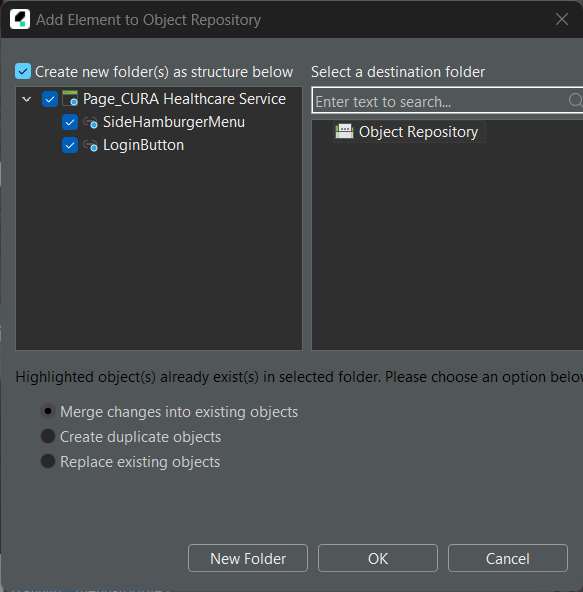 Add Element to Object Repository
Create new folder(s) as structure below
Select a destination folder
Page_CURA Healthcare Service
SideHamburgerMenu
LoginButton
Enter text to search...
Object Repository
Highlighted object(s) already exist(s) in selected folder. Please choose an option below
Merge changes into existing objects
Create duplicate objects
Replace existing objects
New Folder
OK
Cancel